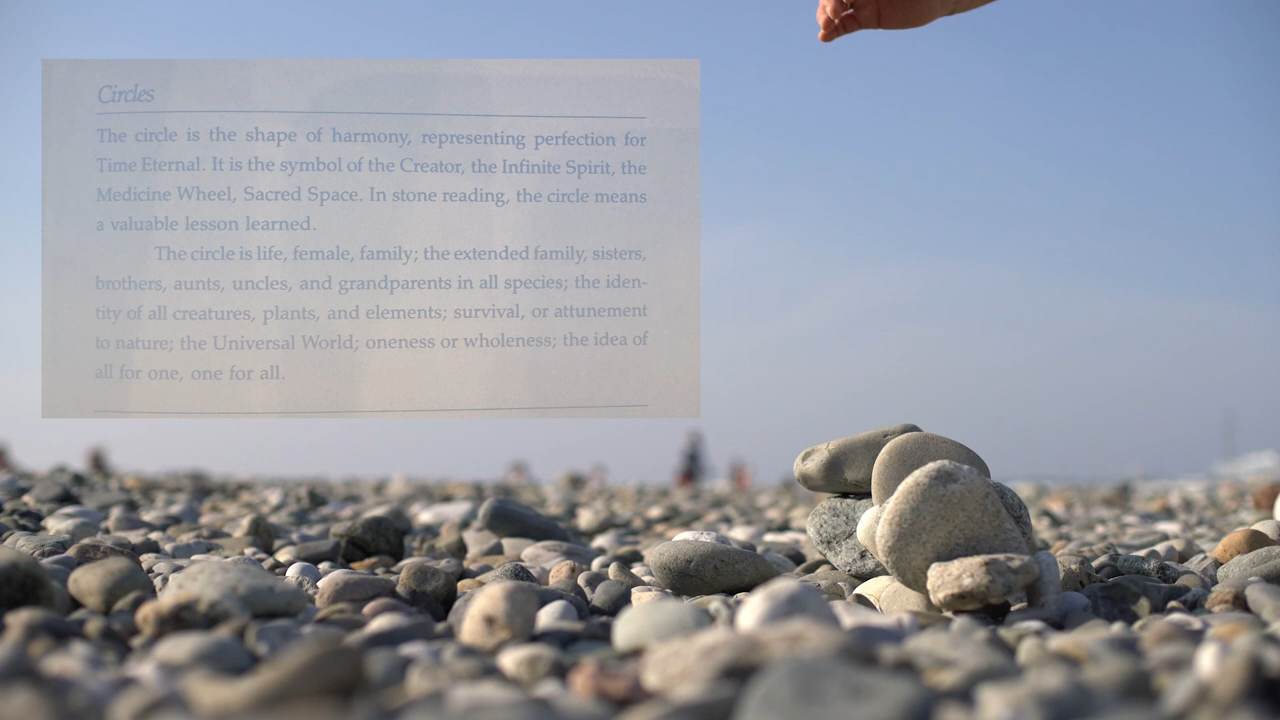 Circles
The circle is the shape of harmony, representing perfection for
Time Eternal. It is the symbol of the Creator, the Infinite Spirit, the
Medicine Wheel, Sacred Space. In stone reading, the circle means
a valuable lesson learned.
The circle is life, female, family; the extended family, sisters,
brothers, aunts, uncles, and grandparents in all species; the iden-
tity of all creatures, plants, and elements; survival, or attunement
to nature; the Universal World; oneness or wholeness; the idea of
all for one, one for all.